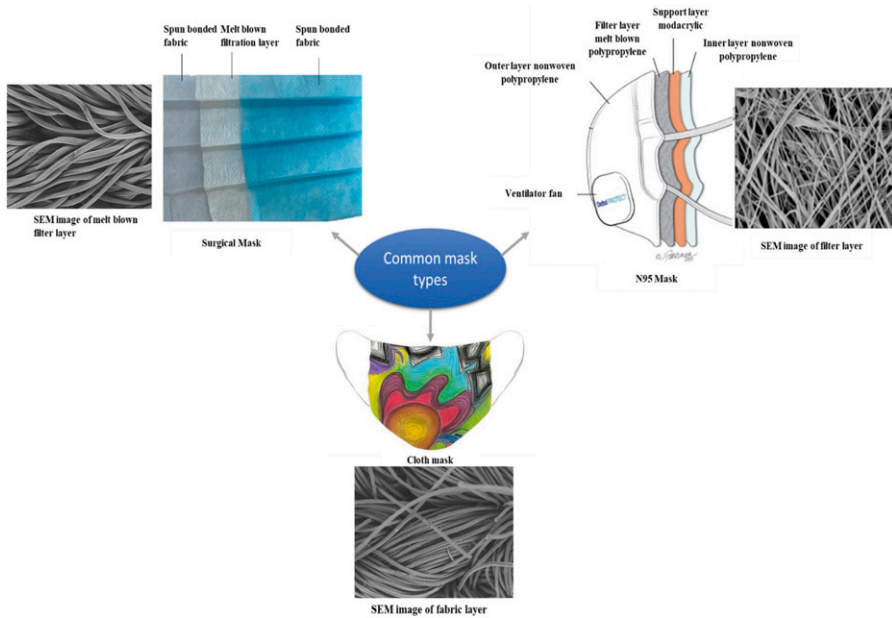 Spun bonded
fabric
Melt blown
filtration layer
Spun bonded
fabric
SEM image of melt blown
filter layer
Surgical Mask
Support layer
modacrylic
Filter layer
melt blown
polypropylene
Inner layer nonwoven
polypropylene
Outer layer nonwoven
polypropylene
Ventilator fan
SEM image of filter layer
N95 Mask
Common mask
types
Cloth mask
SEM image of fabric layer